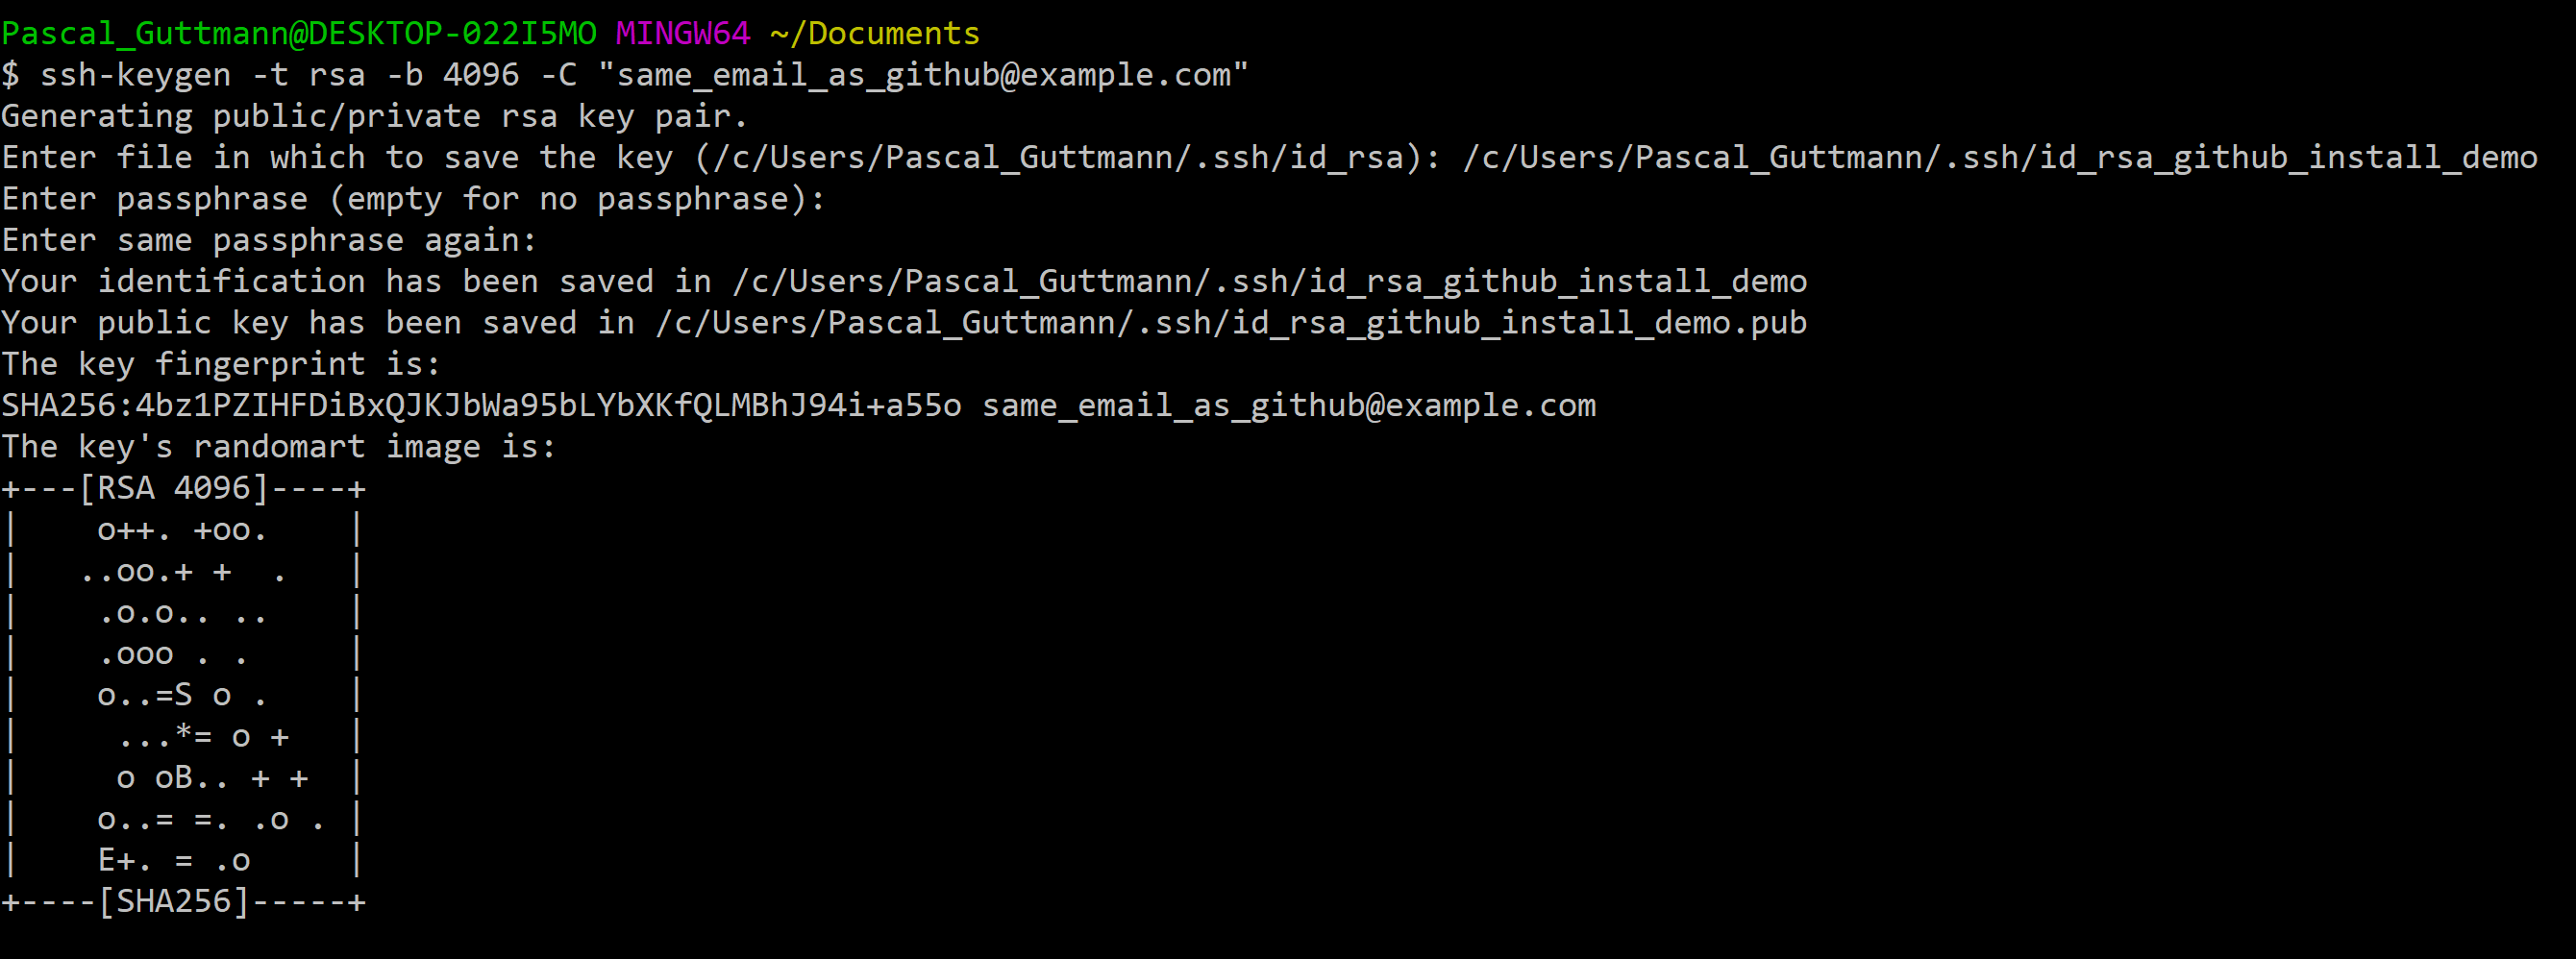 Pascal_Guttmann@DESKTOP-022I5MO MINGW64 ~/Documents
$ ssh-keygen -t rsa -b 4096 -C "same_email_as_github@example.com"
Generating public/private rsa key pair.
Enter file in which to save the key (/c/Users/Pascal_Guttmann/.ssh/id_rsa): /c/Users/Pascal_Guttmann/.ssh/id_rsa_github_install_demo
Enter passphrase (empty for no passphrase):
Enter same passphrase again:
Your identification has been saved in /c/Users/Pascal_Guttmann/.ssh/id_rsa_github_install_demo
Your public key has been saved in /c/Users/Pascal_Guttmann/.ssh/id_rsa_github_install_demo.pub
The key fingerprint is:
SHA256:4bz1PZIHFDiBxQJKJbWa95bLYbXKfQLMBhJ94i+a55o same_email_as_github@example.com
The key's randomart image is:
+---[RSA 4096]----+
|    o++. +oo.    |
|   ..oo.+ +  .   |
|    .o.o.. ..    |
|    .ooo . .     |
|    o..=S o .    |
|     ...*= o +   |
|     o oB.. + +  |
|    o..= =. .o . |
|    E+. = .o     |
+----[SHA256]-----+